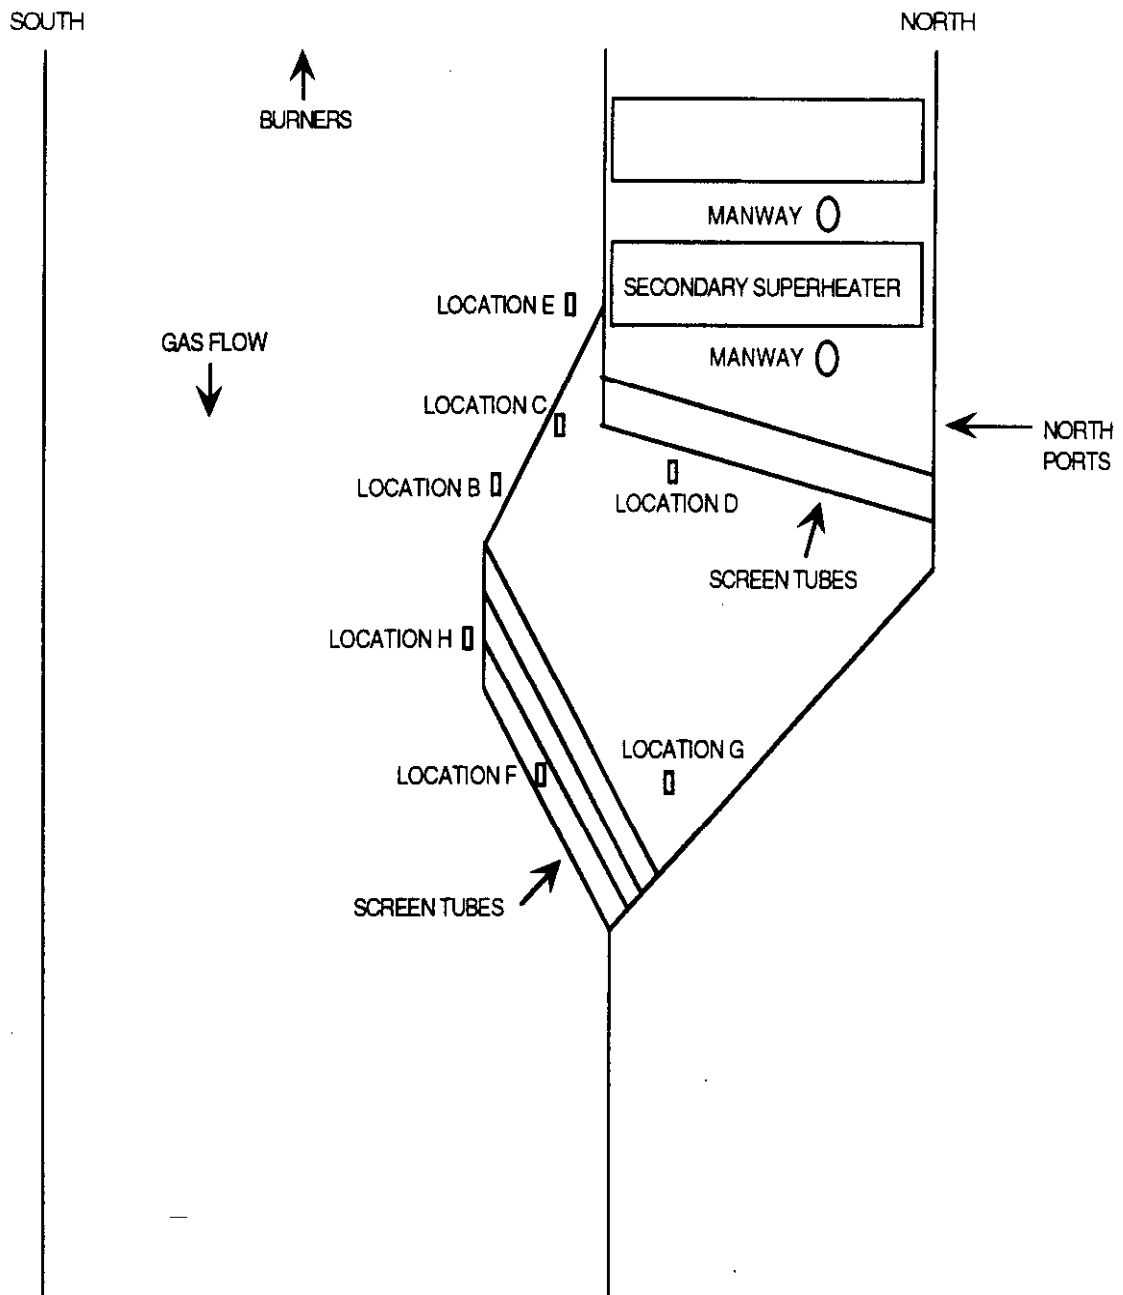 SOUTH
NORTH
BURNERS
MANWAY
SECONDARY SUPERHEATER
LOCATION E
GAS FLOW
MANWAY
LOCATION C
NORTH
PORTS
LOCATION B
LOCATION D
SCREEN TUBES
LOCATION H
LOCATION G
LOCATION F
SCREEN TUBES